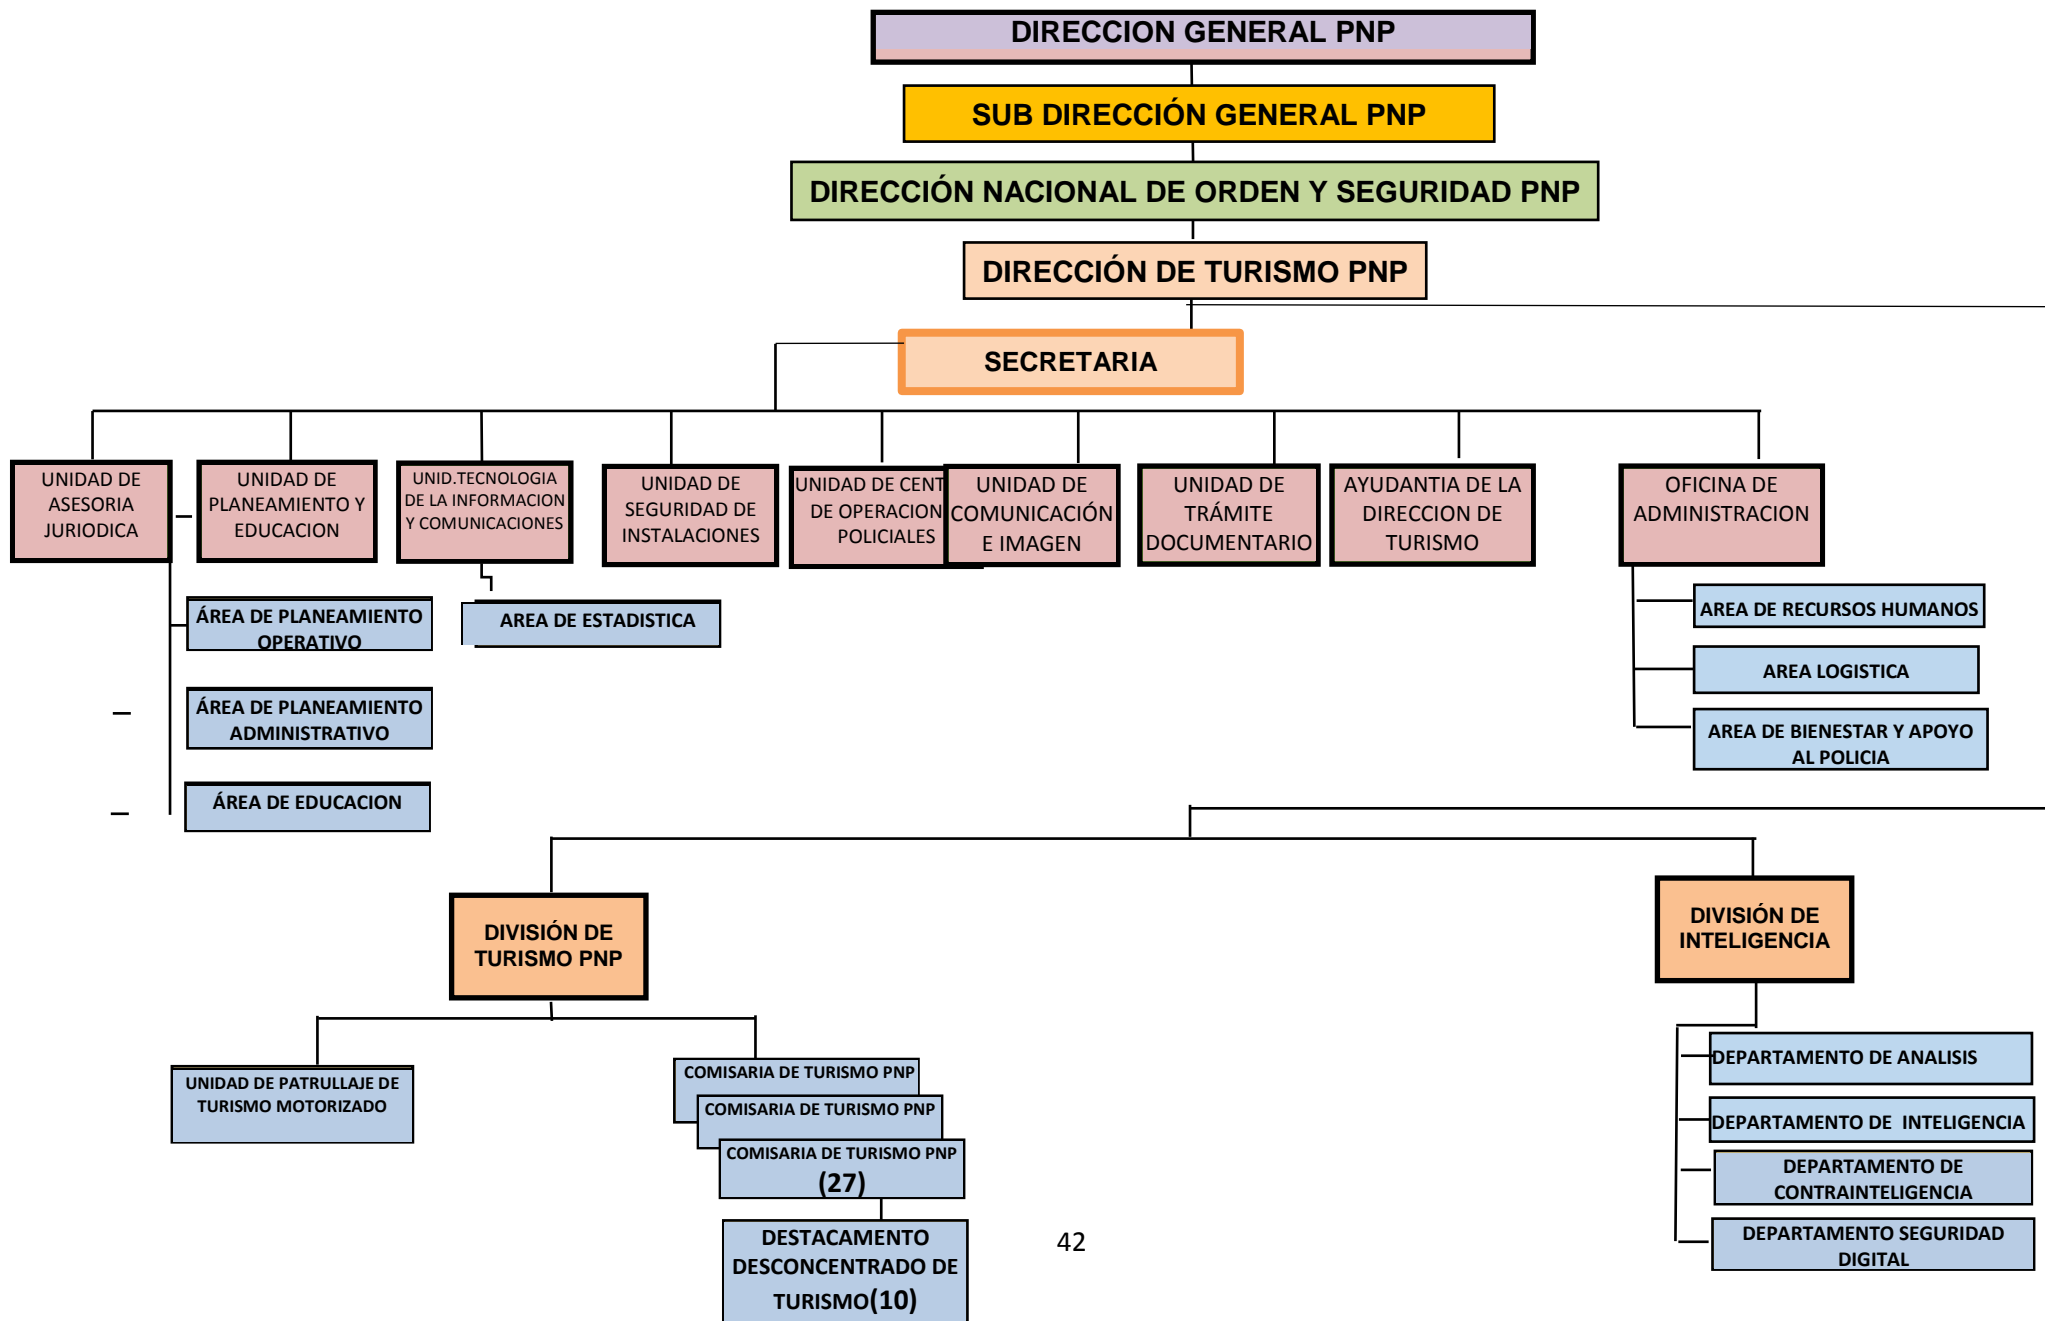 DIRECCION GENERAL PNP
SUB DIRECCIÓN GENERAL PNP
DIRECCIÓN NACIONAL DE ORDEN Y SEGURIDAD PNP
DIRECCIÓN DE TURISMO PNP
SECRETARIA
UNIDAD DE
ASESORIA
JURIODICA
UNIDAD DE
PLANEAMIENTO Y
EDUCACION
UNID.TECNOLOGIA
DE LA INFORMACION
Y COMUNICACIONES
UNIDAD DE
SEGURIDAD DE
INSTALACIONES
UNIDAD DE CENT
DE OPERACION
POLICIALES
UNIDAD DE
COMUNICACIÓN
E IMAGEN
UNIDAD DE
TRÁMITE
DOCUMENTARIO
AYUDANTIA DE LA
DIRECCION DE
TURISMO
OFICINA DE
ADMINISTRACION
ÁREA DE PLANEAMIENTO
OPERATIVO
ÁREA DE PLANEAMIENTO
ADMINISTRATIVO
ÁREA DE EDUCACION
AREA DE ESTADISTICA
AREA DE RECURSOS HUMANOS
AREA LOGISTICA
AREA DE BIENESTAR Y APOYO
AL POLICIA
DIVISIÓN DE
TURISMO PNP
UNIDAD DE PATRULLAJE DE
TURISMO MOTORIZADO
COMISARIA DE TURISMO PNP
COMISARIA DE TURISMO PNP
COMISARIA DE TURISMO PNP
(27)
DESTACAMENTO
DESCONCENTRADO DE
TURISMO(10)
DIVISIÓN DE
INTELIGENCIA
DEPARTAMENTO DE ANALISIS
DEPARTAMENTO DE INTELIGENCIA
DEPARTAMENTO DE
CONTRAINTELIGENCIA
DEPARTAMENTO SEGURIDAD
DIGITAL
42